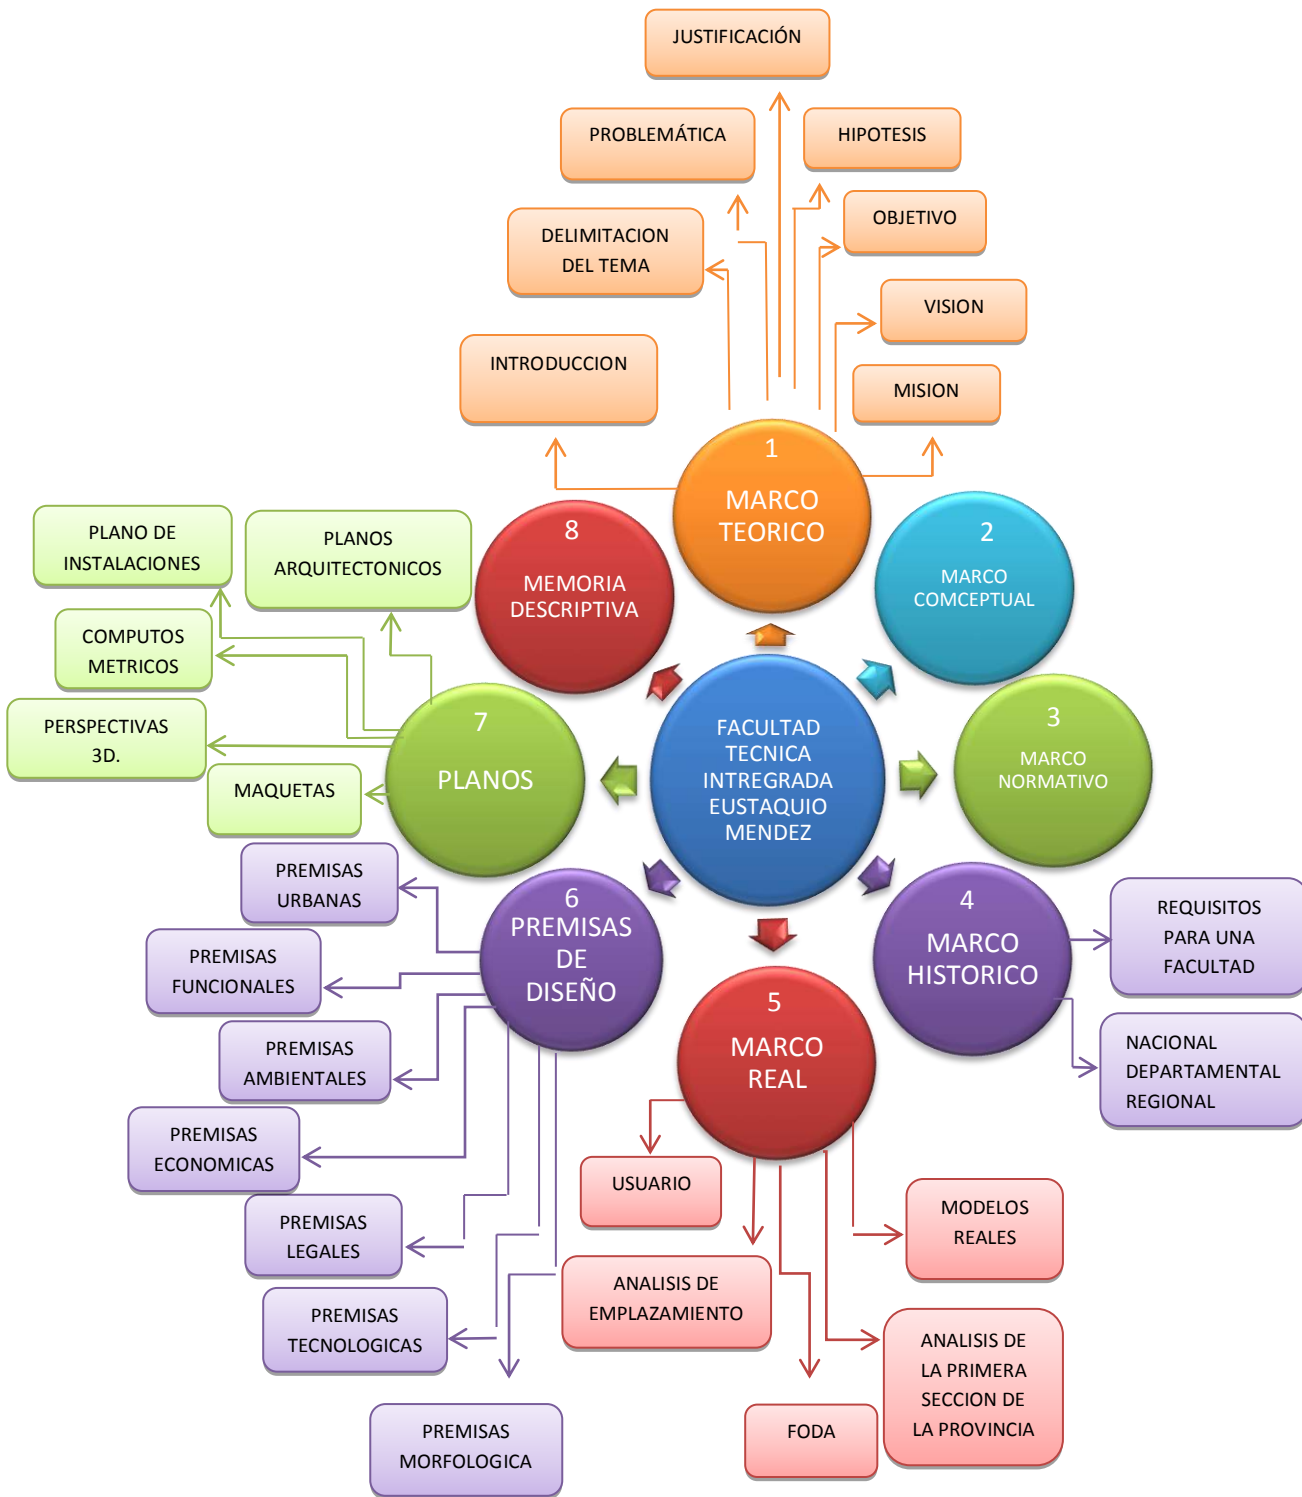 JUSTIFICACIÓN
PROBLEMÁTICA
HIPOTESIS
DELIMITACION
DEL TEMA
OBJETIVO
VISION
INTRODUCCION
MISION
1
MARCO
TEORICO
2
MARCO
COMCEPTUAL
3
MARCO
NORMATIVO
4
MARCO
HISTORICO
REQUISITOS
PARA UNA
FACULTAD
NACIONAL
DEPARTAMENTAL
REGIONAL
5
MARCO
REAL
USUARIO
ANALISIS DE
EMPLAZAMIENTO
FODA
ANALISIS DE
LA PRIMERA
SECCION DE
LA PROVINCIA
MODELOS
REALES
6
PREMISAS
DE
DISEÑO
PREMISAS
URBANAS
PREMISAS
FUNCIONALES
PREMISAS
AMBIENTALES
PREMISAS
ECONOMICAS
PREMISAS
LEGALES
PREMISAS
TECNOLOGICAS
PREMISAS
MORFOLOGICA
7
PLANOS
PLANO DE
INSTALACIONES
PLANOS
ARQUITECTONICOS
COMPUTOS
METRICOS
PERSPECTIVAS
3D.
MAQUETAS
8
MEMORIA
DESCRIPTIVA
FACULTAD
TECNICA
INTREGRADA
EUSTAQUIO
MENDEZ